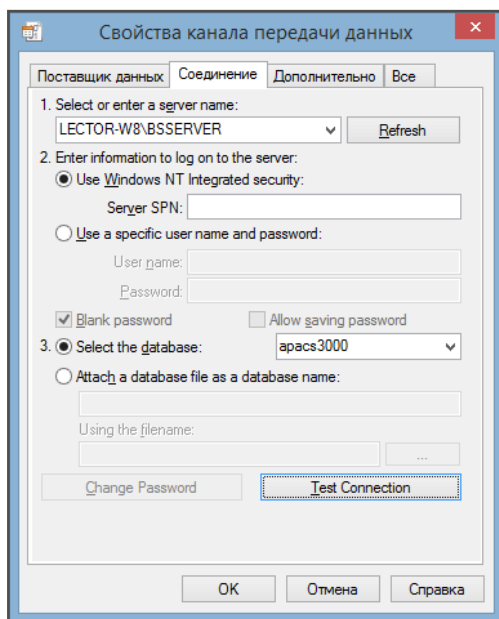 Свойства канала передачи данных
Поставщик данных Соединение Дополнительно Все
1. Select or enter a server name:
LECTOR-W8\BSSERVER Refresh
2. Enter information to log on to the server:
Use Windows NT Integrated security:
Server SPN:
Use a specific user name and password:
User name:
Password:
Blank password Allow saving password
3. Select the database: apacs3000
Attach a database file as a database name:
Using the filename:
...
Change Password Test Connection
OK Отмена Справка